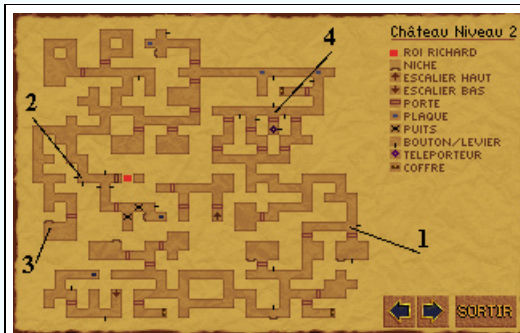 Château Niveau 2
ROI RICHARD
NICHE
ESCALIER HAUT
ESCALIER BAS
PORTE
PLAQUE
PUITS
BOUTON/LEVIER
TELEPORTEUR
COFFRE
4
2
1
3
SORTIR